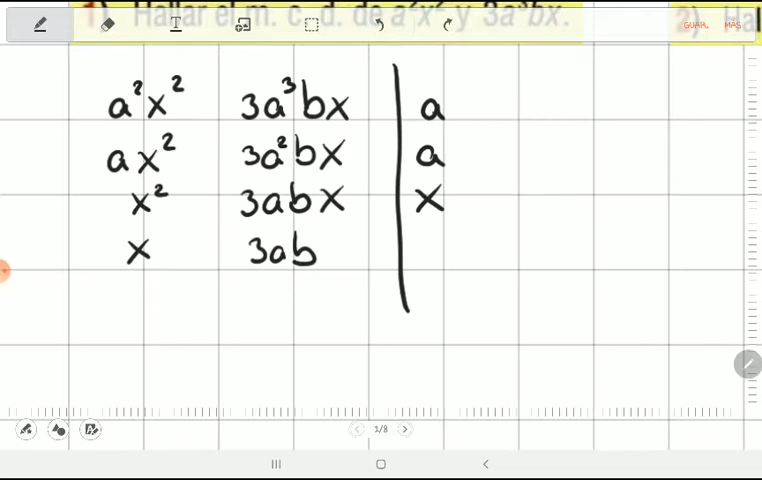 1) Hallar el m. c. d. de a²x² y 3a³bx.
2) Ha
GUAR. MÁS
a²x² 3a³bx a
ax² 3a²bx a
x² 3abx x
x 3ab
1/8